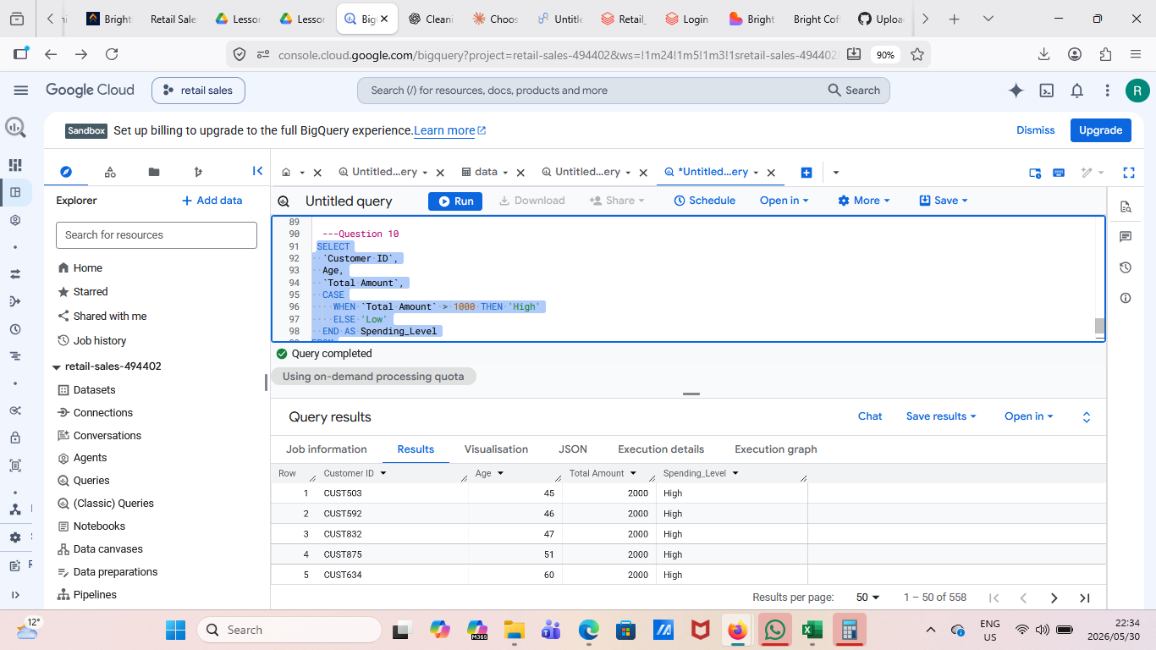 Bright
Retail Sale
Lesson
Lesson
Big
Cleani
Choos
Untitle
Retail_
Login
Bright
Bright Cof
Uploa
console.cloud.google.com/bigquery?project=retail-sales-494402&ws=!1m24!1m5!1m3!1sretail-sales-494402
90%
Google Cloud
retail sales
Search (/) for resources, docs, products and more
Search
R
Sandbox
Set up billing to upgrade to the full BigQuery experience. Learn more
Dismiss
Upgrade
Untitled...ery
data
Untitled...ery
*Untitled...ery
Explorer
+ Add data
Untitled query
Run
Download
Share
Schedule
Open in
More
Save
Search for resources
Home
Starred
Shared with me
Job history
retail-sales-494402
Datasets
Connections
Conversations
Agents
Queries
(Classic) Queries
Notebooks
Data canvases
Data preparations
Pipelines
89
90 ---Question 10
91 SELECT
92 `Customer ID`,
93 Age,
94 `Total Amount`,
95 CASE
96 WHEN `Total Amount` > 1000 THEN 'High'
97 ELSE 'Low'
98 END AS Spending_Level
Query completed
Using on-demand processing quota
Query results
Chat
Save results
Open in
Job information
Results
Visualisation
JSON
Execution details
Execution graph
Row Customer ID Age Total Amount Spending_Level
1 CUST503 45 2000 High
2 CUST592 46 2000 High
3 CUST832 47 2000 High
4 CUST875 51 2000 High
5 CUST634 60 2000 High
Results per page: 50 1 – 50 of 558
12°
Search
M365
ENG
US
22:34
2026/05/30